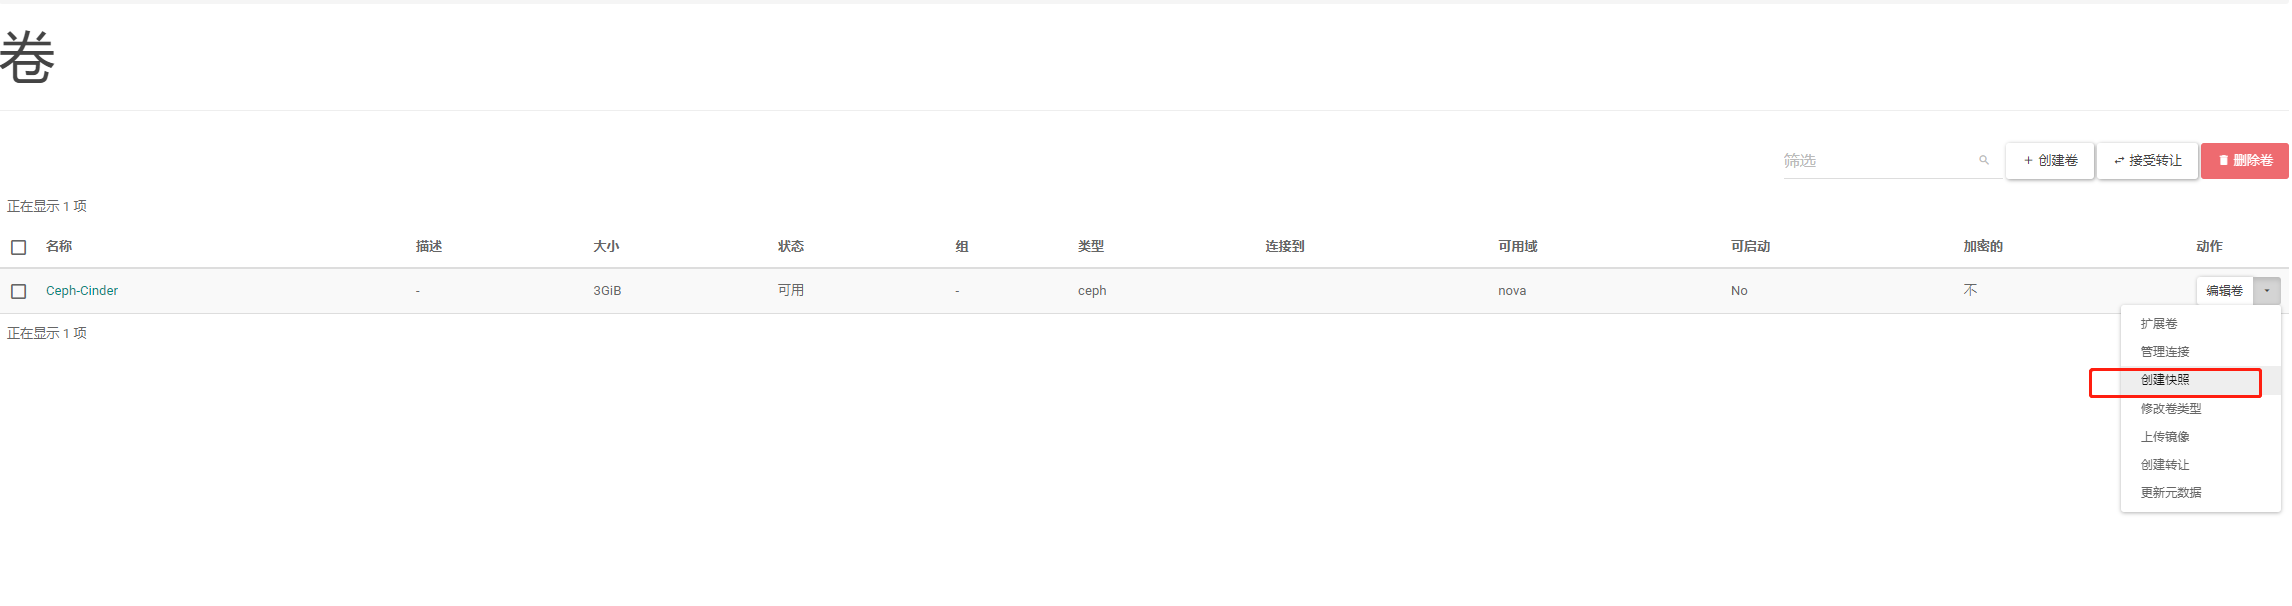 卷
筛选 + 创建卷 接受转让 删除卷
正在显示 1 项
名称 描述 大小 状态 组 类型 连接到 可用域 可启动 加密的 动作
Ceph-Cinder - 3GiB 可用 - ceph nova No 不 编辑卷
正在显示 1 项
扩展卷
管理连接
创建快照
修改卷类型
上传镜像
创建转让
更新元数据